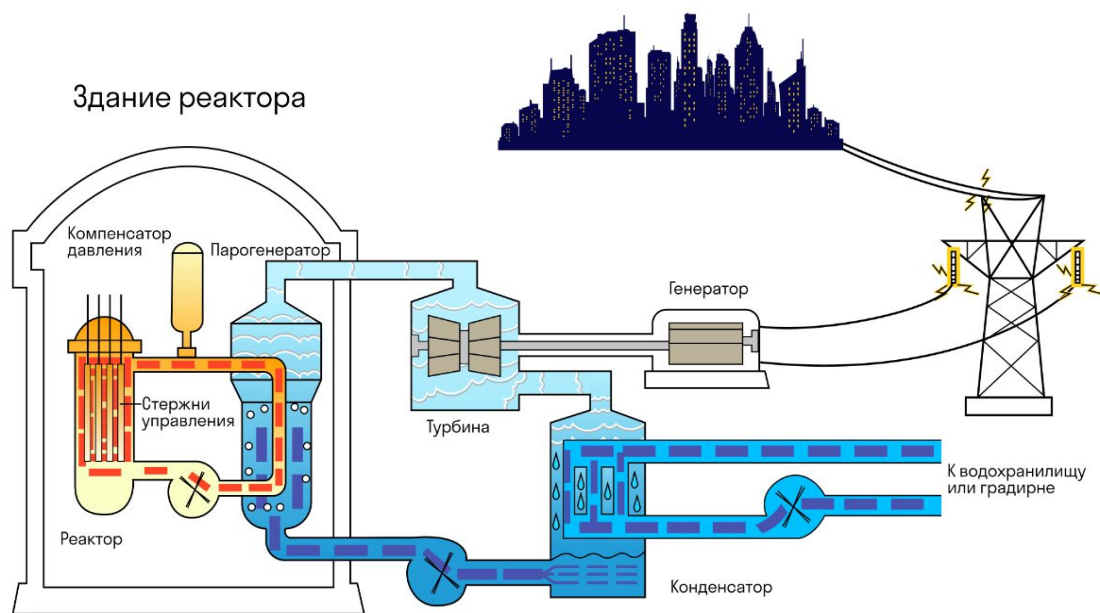 Здание реактора
Компенсатор
давления
Парогенератор
Генератор
Стержни
управления
Турбина
К водохранилищу
или градирне
Реактор
Конденсатор